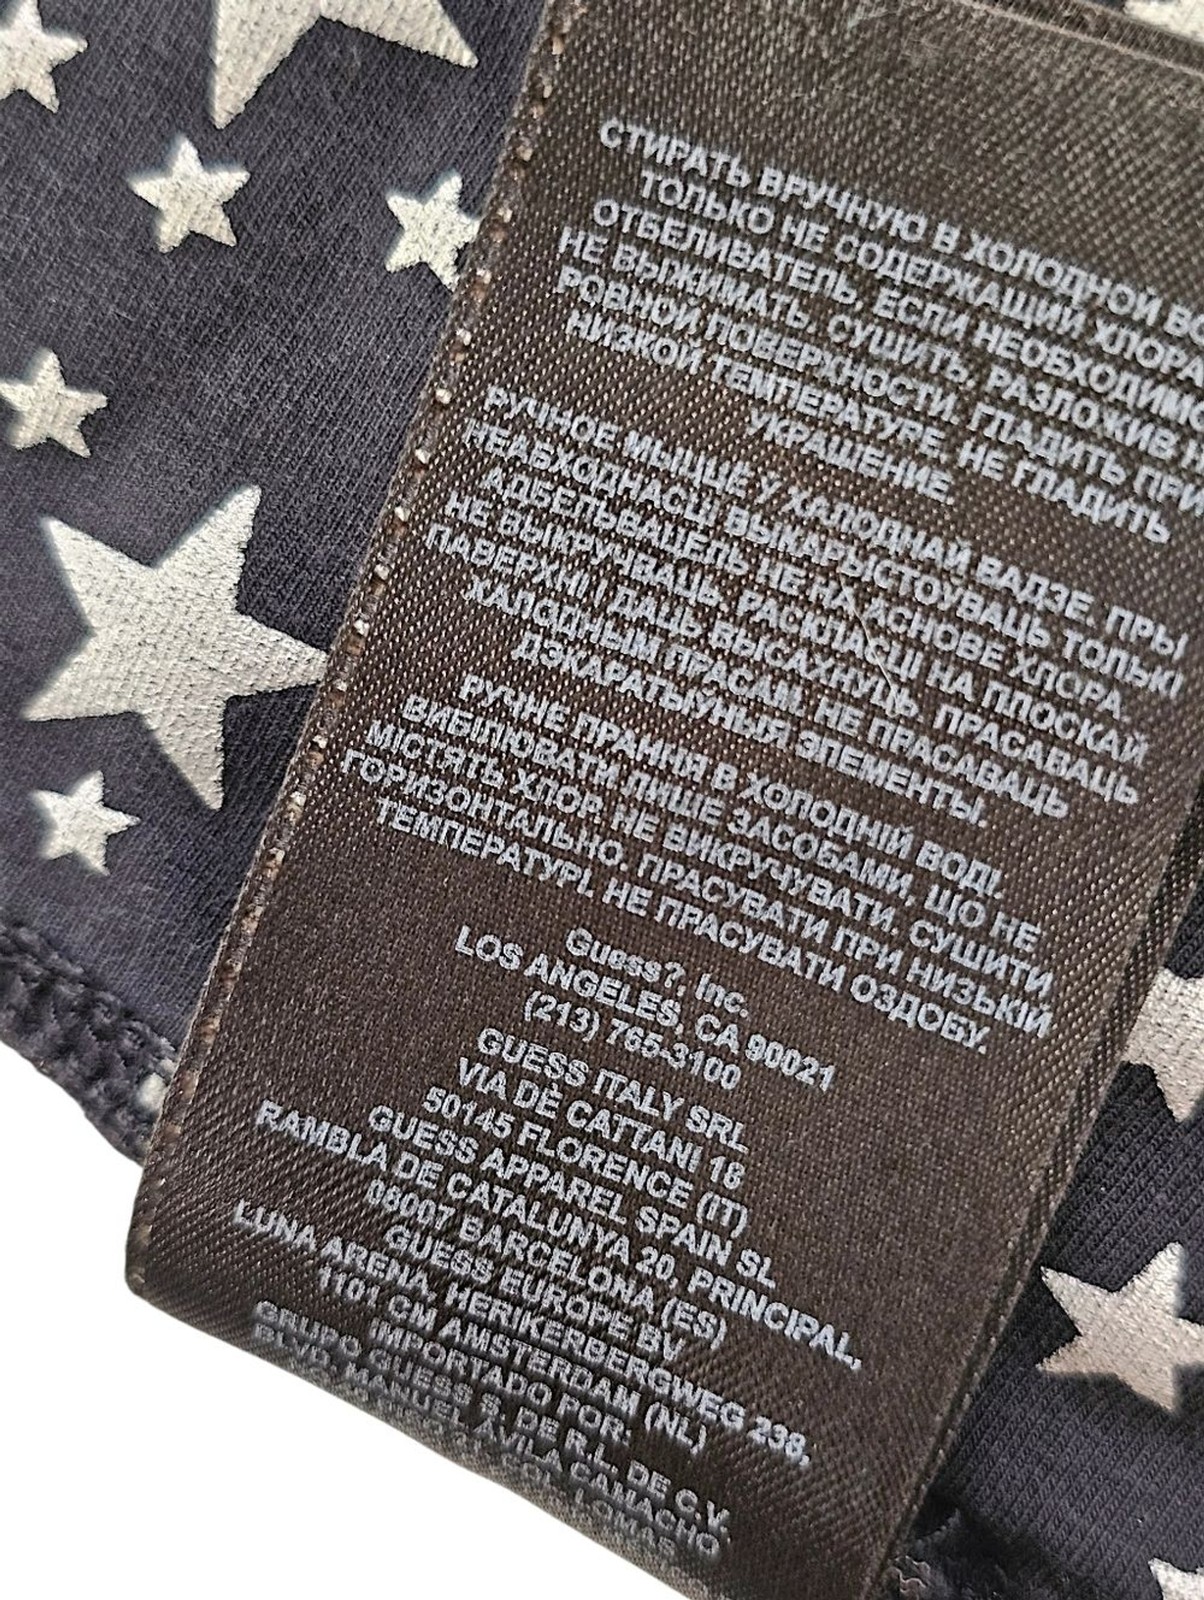 СТИРАТЬ ВРУЧНУЮ В ХОЛОДНОЙ
ТОЛЬКО НЕ СОДЕРЖАЩИЙ ХЛОРА
ОТБЕЛИВАТЕЛЬ, ЕСЛИ НЕОБХОДИМО
НЕ ВЫЖИМАТЬ, СУШИТЬ, РАЗЛОЖИВ
РОВНОЙ ПОВЕРХНОСТИ. ГЛАДИТЬ ПРИ
НИЗКОЙ ТЕМПЕРАТУРЕ. НЕ ГЛАДИТЬ
УКРАШЕНИЕ.
РУЧНОЕ МЫЦЦЁ У ХАЛОДНАЙ ВАДЗЕ. ПРЫ
НЕАБХОДНАСЦІ ВЫКАРЫСТОУВАЦЬ ТОЛЬКІ
АДБЕЛЬВАЦЕЛЬ НЕ НА АСНОВЕ ХЛОРА.
НЕ ВЫКРУЧВАЦЬ. РАСКЛАСЦІ НА ПЛОСКАЙ
ПАВЕРХНІ І ДАЦЬ ВЫСАХНУЦЬ. ПРАСАВАЦЬ
ХАЛОДНЫМ ПРАСАМ. НЕ ПРАСАВАЦЬ
ДЭКАРАТЫЎНЫЯ ЭЛЕМЕНТЫ.
РУЧНЕ ПРАННЯ В ХОЛОДНІЙ ВОДІ.
ВИБІЛЮВАТИ ЛИШЕ ЗАСОБАМИ, ЩО НЕ
МІСТЯТЬ ХЛОР. НЕ ВИКРУЧУВАТИ. СУШИТИ
ГОРИЗОНТАЛЬНО. ПРАСУВАТИ ПРИ НИЗЬКІЙ
ТЕМПЕРАТУРІ. НЕ ПРАСУВАТИ ОЗДОБУ.
Guess?, Inc.
LOS ANGELES, CA 90021
(213) 765-3100
GUESS ITALY SRL
VIA DÈ CATTANI 18
50145 FLORENCE (IT)
GUESS APPAREL SPAIN SL
RAMBLA DE CATALUNYA 20, PRINCIPAL,
08007 BARCELONA (ES)
GUESS EUROPE BV
LUNA ARENA, HERIKERBERGWEG 238,
1101 CM AMSTERDAM (NL)
IMPORTADO POR:
GRUPO GUESS S. DE R.L. DE C.V.
BLVD. MANUEL AVILA CAMACHO
COL. LOMAS